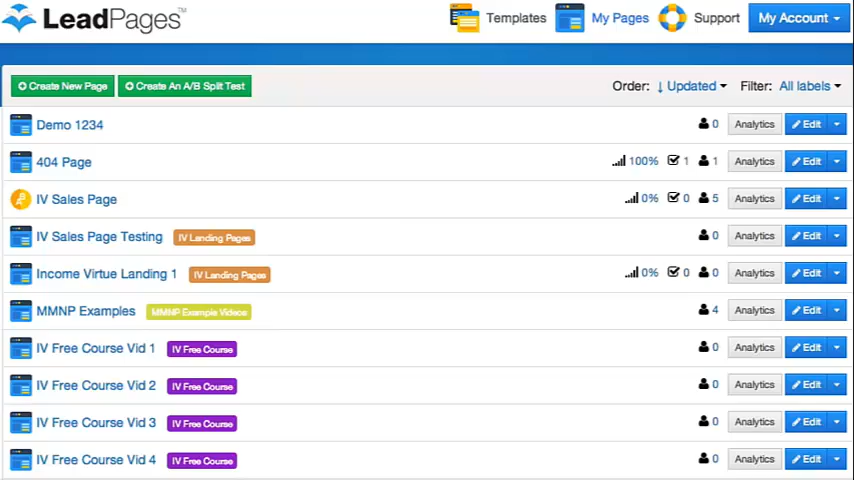 LeadPages™ Templates My Pages Support My Account
Create New Page Create An A/B Split Test Order: ↓ Updated Filter: All labels
Demo 1234 0 Analytics Edit
404 Page 100% 1 1 Analytics Edit
IV Sales Page 0% 0 5 Analytics Edit
IV Sales Page Testing IV Landing Pages 0 Analytics Edit
Income Virtue Landing 1 IV Landing Pages 0% 0 0 Analytics Edit
MMNP Examples MMNP Example Videos 4 Analytics Edit
IV Free Course Vid 1 IV Free Course 0 Analytics Edit
IV Free Course Vid 2 IV Free Course 0 Analytics Edit
IV Free Course Vid 3 IV Free Course 0 Analytics Edit
IV Free Course Vid 4 IV Free Course 0 Analytics Edit